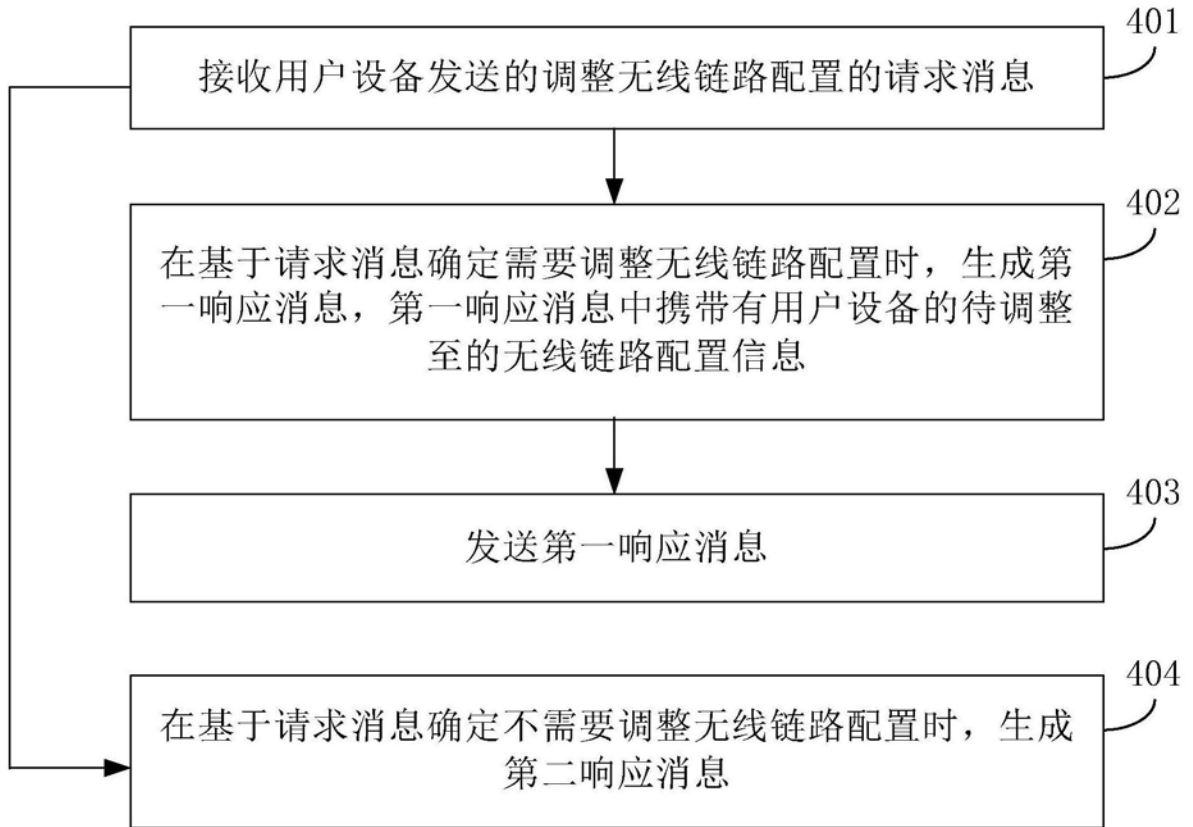 401
接收用户设备发送的调整无线链路配置的请求消息
402
在基于请求消息确定需要调整无线链路配置时，生成第
一响应消息，第一响应消息中携带有用户设备的待调整
至的无线链路配置信息
403
发送第一响应消息
404
在基于请求消息确定不需要调整无线链路配置时，生成
第二响应消息